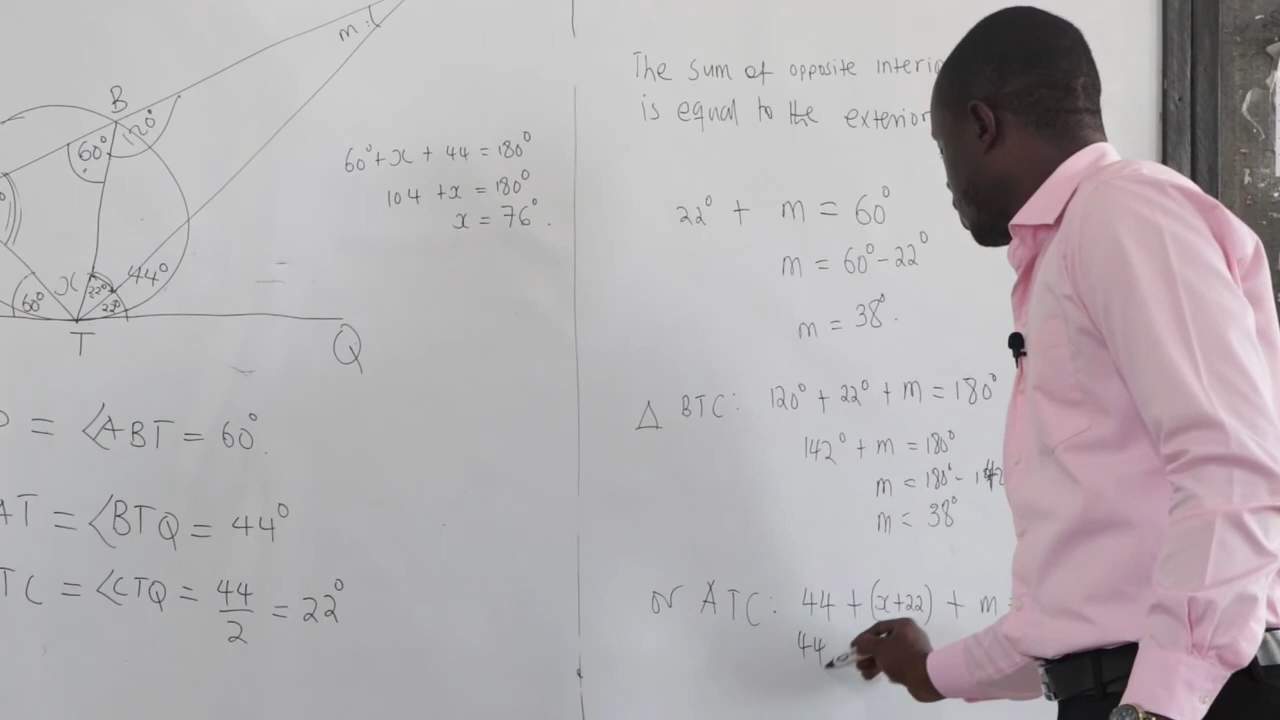 m
B
120°
60°
60° + x + 44 = 180°
104 + x = 180°
x = 76°.
x
22°
44°
60°
22°
T
Q
= <ABT = 60°.
AT = <BTQ = 44°
TC = <CTQ = 44/2 = 22°
The sum of opposite
is equal to the exterior
22° + m = 60°
m = 60° - 22°
m = 38°.
△ BTC: 120° + 22° + m = 180°
142° + m = 180°
m = 180° - 142
m = 38°
or ATC: 44 + (x+22) + m =
44